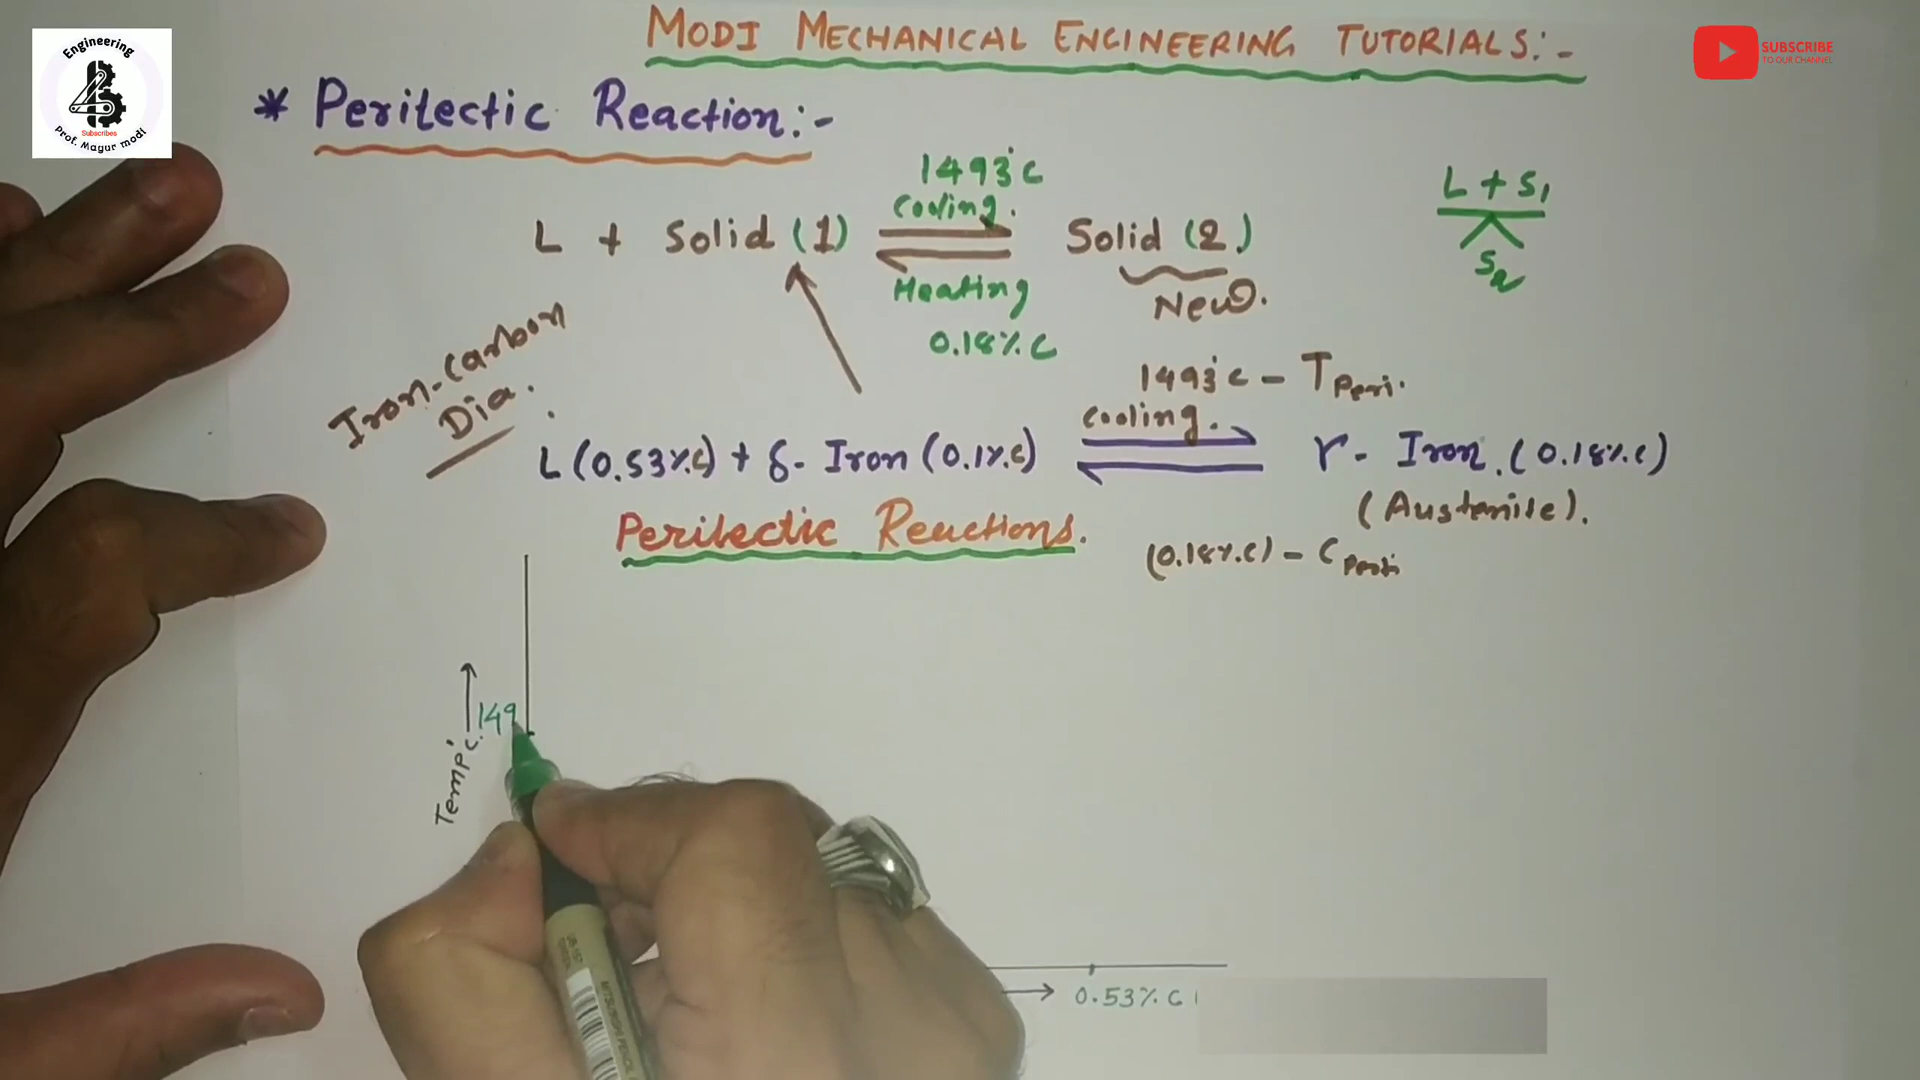 MODI MECHANICAL ENGINEERING TUTORIALS:-
SUBSCRIBE
TO OUR CHANNEL
Engineering
Subscribes
Prof. Mayur modi
* Peritectic Reaction:-
1493°C
Cooling.
L + Solid (1) Solid (2)
Heating
New.
0.18%.C
L + S1
S2
Iron-Carbon
Dia.
1493°C - TPeri.
Cooling.
L (0.53%.C) + δ- Iron (0.1%.C) γ- Iron. (0.18%.C)
(Austenite).
Peritectic Reactions.
(0.18%.C) - CPerit
149
Temp°C.
0.53%. C